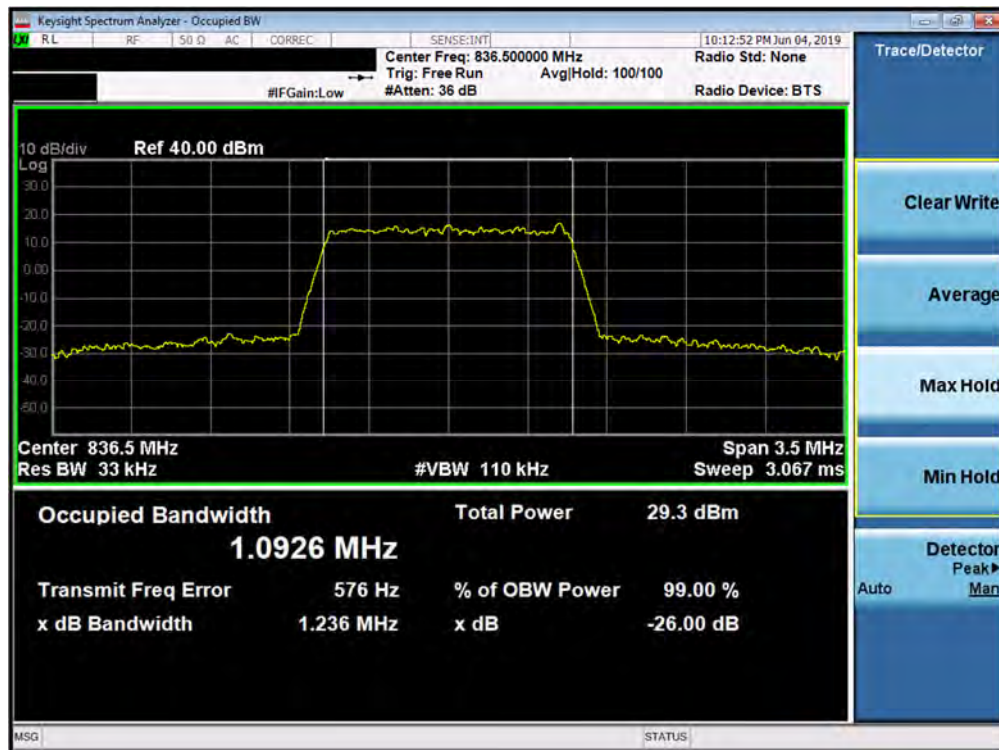 Keysight Spectrum Analyzer - Occupied BW
LXI RL RF 50 Ω AC CORREC SENSE:INT 10:12:52 PM Jun 04, 2019
Center Freq: 836.500000 MHz Radio Std: None
Trig: Free Run Avg|Hold: 100/100
#IFGain:Low #Atten: 36 dB Radio Device: BTS
10 dB/div Ref 40.00 dBm
Log
30.0
20.0
10.0
0.00
-10.0
-20.0
-30.0
-40.0
-50.0
Center 836.5 MHz Span 3.5 MHz
Res BW 33 kHz #VBW 110 kHz Sweep 3.067 ms
Occupied Bandwidth Total Power 29.3 dBm
1.0926 MHz
Transmit Freq Error 576 Hz % of OBW Power 99.00 %
x dB Bandwidth 1.236 MHz x dB -26.00 dB
Trace/Detector
Clear Write
Average
Max Hold
Min Hold
Detector
Peak▶
Auto Man
MSG STATUS